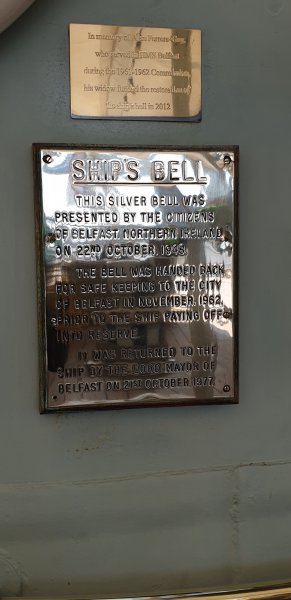 In memory of
who served in HMS Belfast
during the 1961-1962 Commission,
his widow funded the restoration of
the ship's bell in 2012
SHIP'S BELL
THIS SILVER BELL WAS
PRESENTED BY THE CITIZENS
OF BELFAST NORTHERN IRELAND
ON 22ND OCTOBER, 1948.
THE BELL WAS HANDED BACK
FOR SAFE KEEPING TO THE CITY
OF BELFAST IN NOVEMBER, 1962,
PRIOR TO THE SHIP PAYING OFF
INTO RESERVE.
IT WAS RETURNED TO THE
SHIP BY THE LORD MAYOR OF
BELFAST ON 21ST OCTOBER 1977.